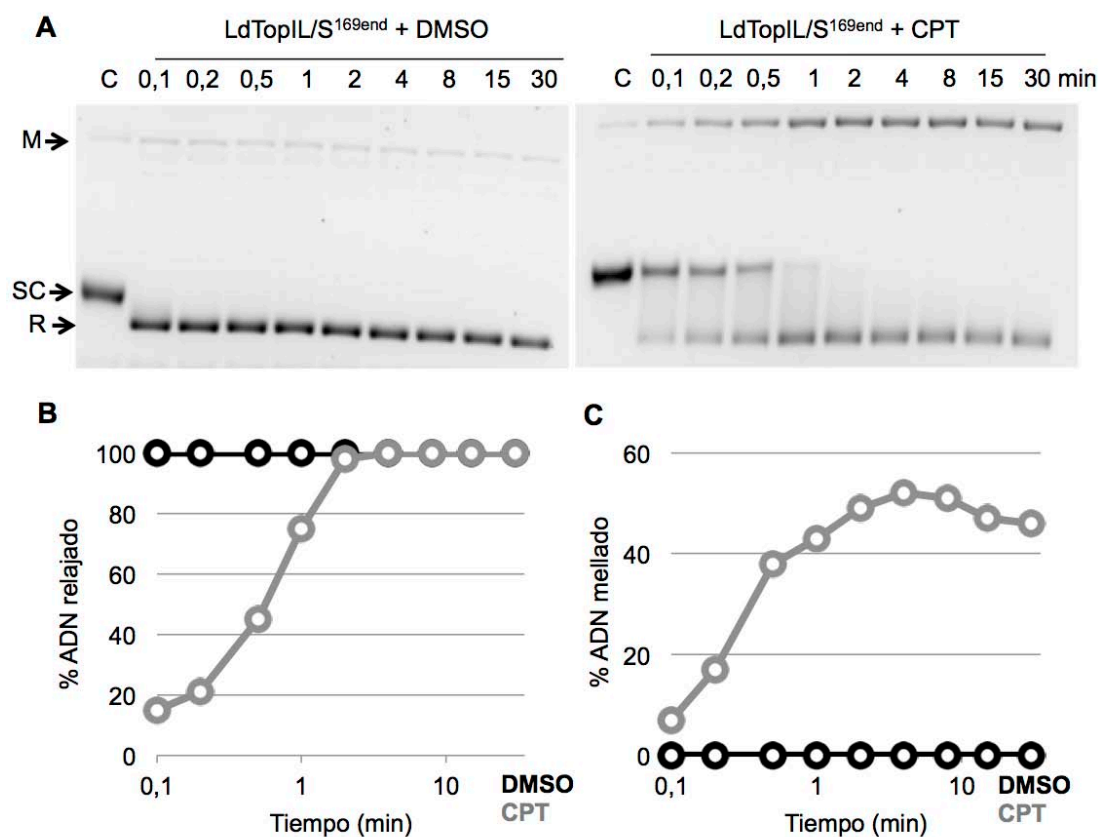 A
LdTopIL/S169end + DMSO
LdTopIL/S169end + CPT
C 0,1 0,2 0,5 1 2 4 8 15 30
C 0,1 0,2 0,5 1 2 4 8 15 30 min
M
SC
R
B
C
100
80
60
40
20
0
% ADN relajado
0,1 1 10 DMSO
CPT
Tiempo (min)
60
40
20
0
% ADN mellado
0,1 1 10 DMSO
CPT
Tiempo (min)